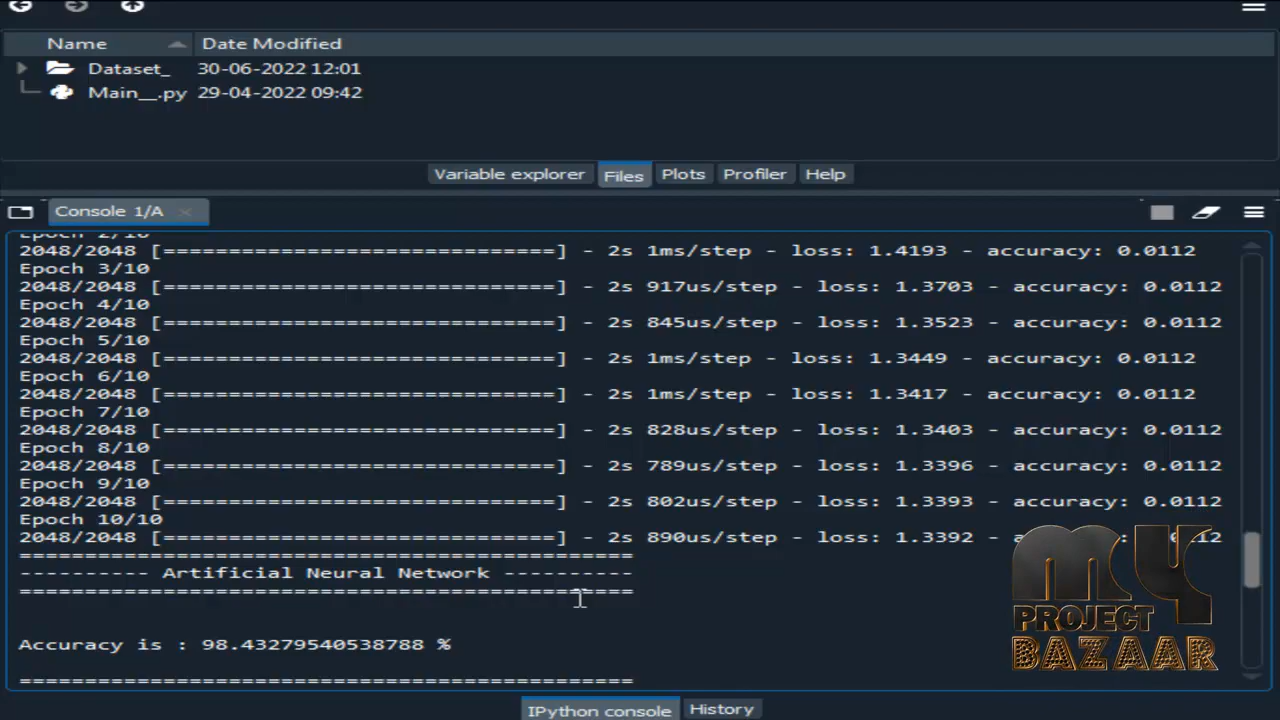 Name Date Modified
Dataset_ 30-06-2022 12:01
Main__.py 29-04-2022 09:42
Variable explorer Files Plots Profiler Help
Console 1/A
Epoch 2/10
2048/2048 [==============================] - 2s 1ms/step - loss: 1.4193 - accuracy: 0.0112
Epoch 3/10
2048/2048 [==============================] - 2s 917us/step - loss: 1.3703 - accuracy: 0.0112
Epoch 4/10
2048/2048 [==============================] - 2s 845us/step - loss: 1.3523 - accuracy: 0.0112
Epoch 5/10
2048/2048 [==============================] - 2s 1ms/step - loss: 1.3449 - accuracy: 0.0112
Epoch 6/10
2048/2048 [==============================] - 2s 1ms/step - loss: 1.3417 - accuracy: 0.0112
Epoch 7/10
2048/2048 [==============================] - 2s 828us/step - loss: 1.3403 - accuracy: 0.0112
Epoch 8/10
2048/2048 [==============================] - 2s 789us/step - loss: 1.3396 - accuracy: 0.0112
Epoch 9/10
2048/2048 [==============================] - 2s 802us/step - loss: 1.3393 - accuracy: 0.0112
Epoch 10/10
2048/2048 [==============================] - 2s 890us/step - loss: 1.3392 -
===============================================
---------- Artificial Neural Network ----------
===============================================
Accuracy is : 98.43279540538788 %
===============================================
MY
PROJECT
BAZAAR
IPython console History